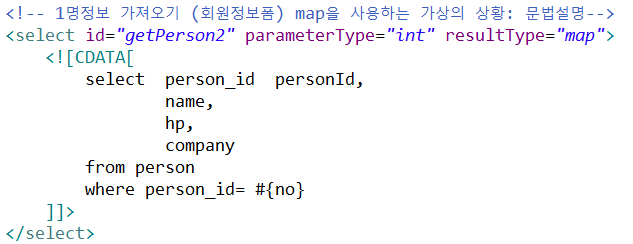 <!-- 1명정보 가져오기 (회원정보폼) map을 사용하는 가상의 상황: 문법설명-->
<select id="getPerson2" parameterType="int" resultType="map">
<![CDATA[
select  person_id  personId,
name,
hp,
company
from person
where person_id= #{no}
]]>
</select>